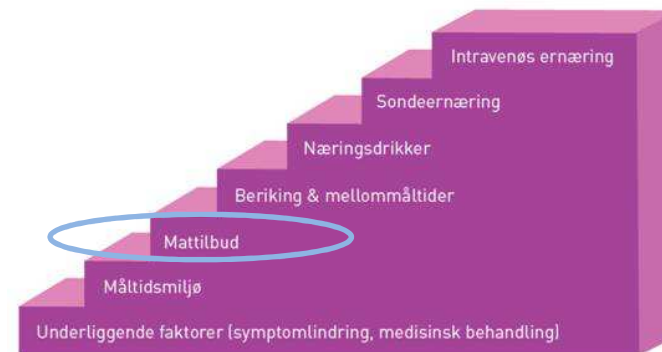 Intravenøs ernæring
Sondeernæring
Næringsdrikker
Beriking & mellommåltider
Mattilbud
Måltidsmiljø
Underliggende faktorer (symptomlindring, medisinsk behandling)